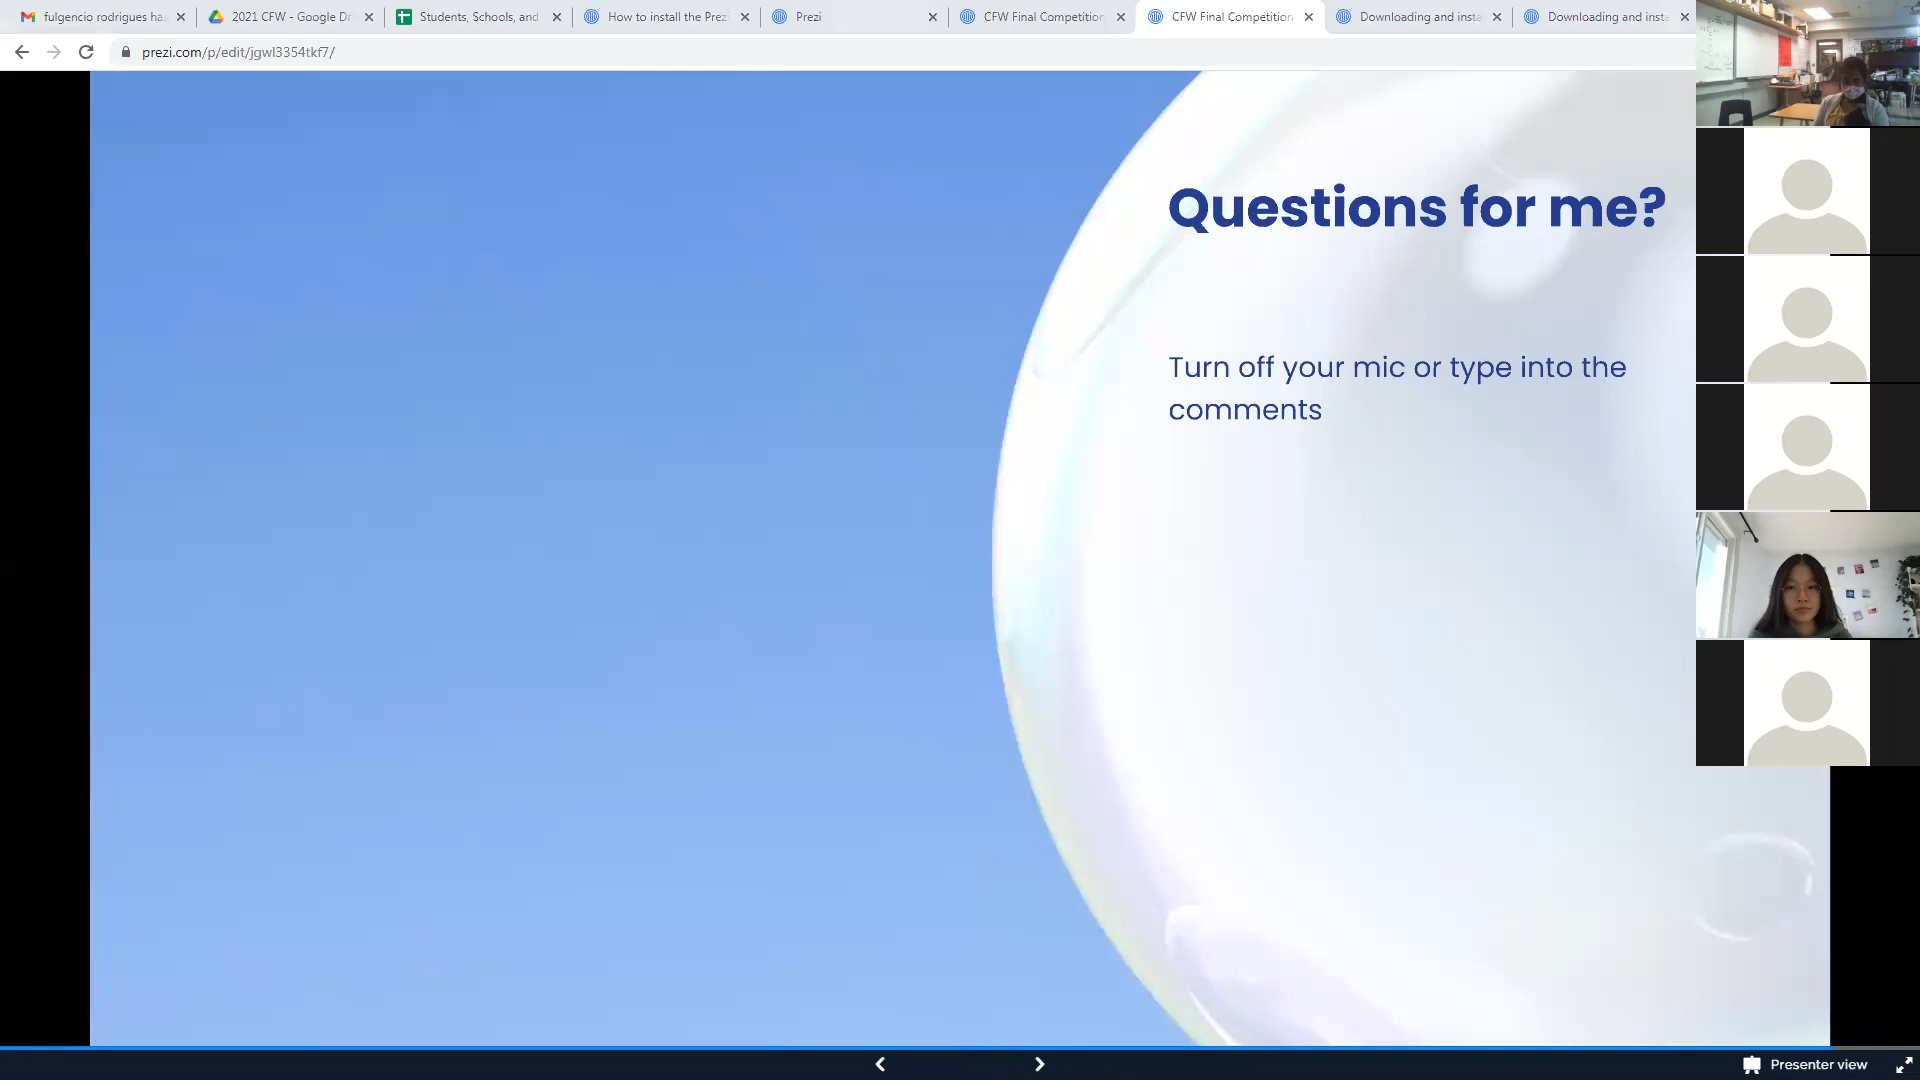 fulgencio rodrigues ha
2021 CFW - Google Dr
Students, Schools, and
How to install the Prezi
Prezi
CFW Final Competition
CFW Final Competition
Downloading and insta
Downloading and insta
prezi.com/p/edit/jgwl3354tkf7/
Questions for me?
Turn off your mic or type into the
comments
Presenter view